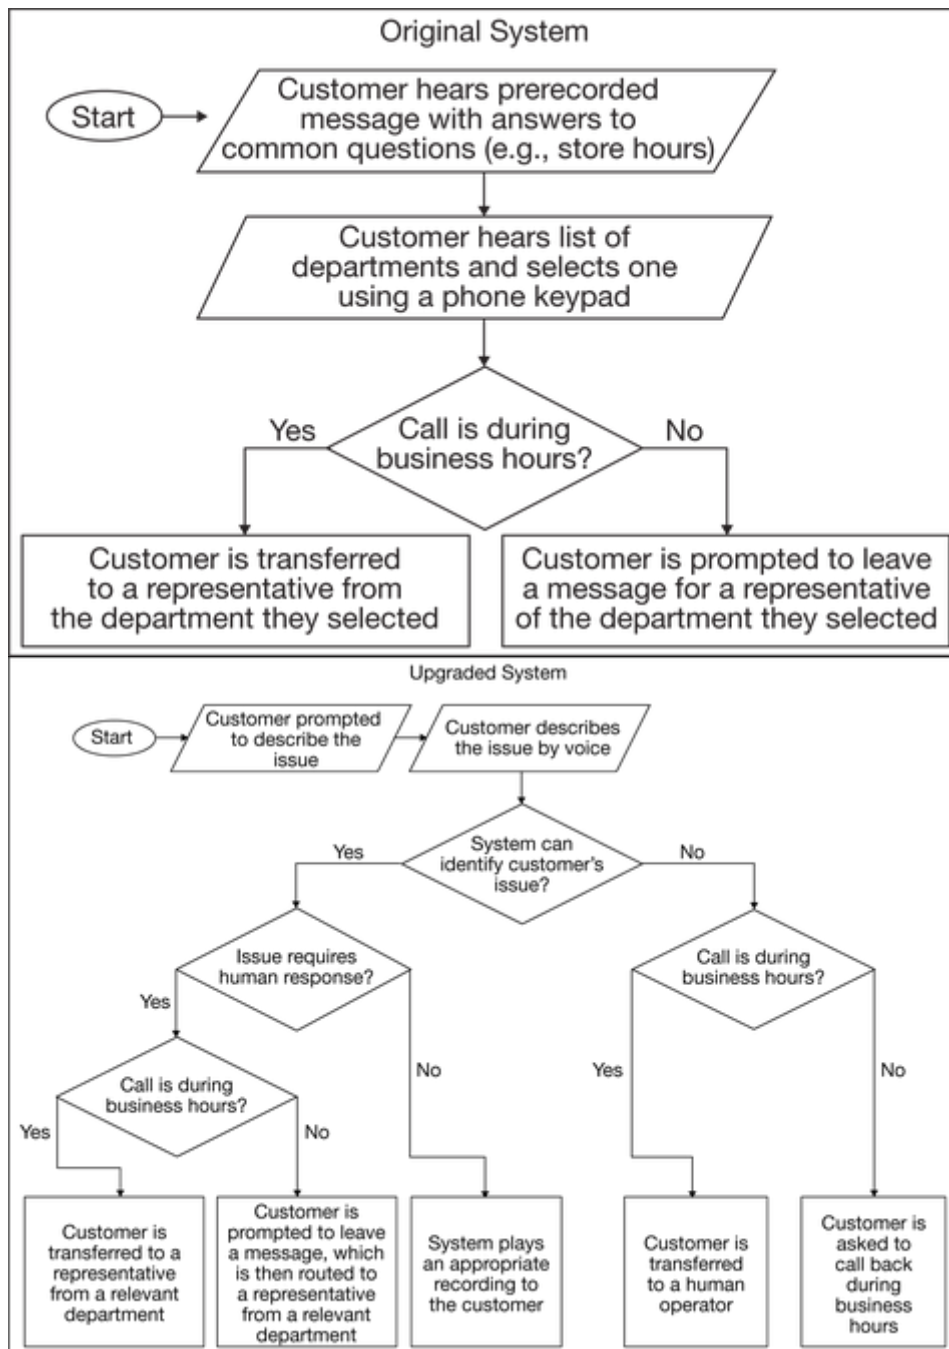 Original System
Start
Customer hears prerecorded
message with answers to
common questions (e.g., store hours)
Customer hears list of
departments and selects one
using a phone keypad
Call is during
business hours?
Yes
No
Customer is transferred
to a representative from
the department they selected
Customer is prompted to leave
a message for a representative
of the department they selected
Upgraded System
Start
Customer prompted
to describe the
issue
Customer describes
the issue by voice
System can
identify customer's
issue?
Yes
No
Issue requires
human response?
Yes
No
Call is during
business hours?
Yes
No
Call is during
business hours?
Yes
No
Customer is
transferred to a
representative
from a relevant
department
Customer is
prompted to leave
a message, which
is then routed to
a representative
from a relevant
department
System plays
an appropriate
recording to
the customer
Customer is
transferred
to a human
operator
Customer is
asked to
call back
during
business
hours